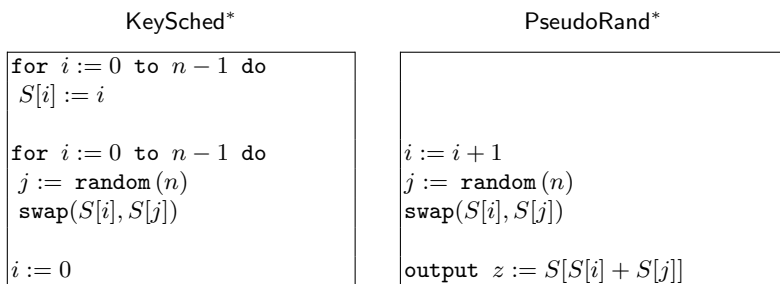 KeySched*
for i := 0 to n − 1 do
S[i] := i
for i := 0 to n − 1 do
j := random(n)
swap(S[i], S[j])
i := 0
PseudoRand*
i := i + 1
j := random(n)
swap(S[i], S[j])
output z := S[S[i] + S[j]]